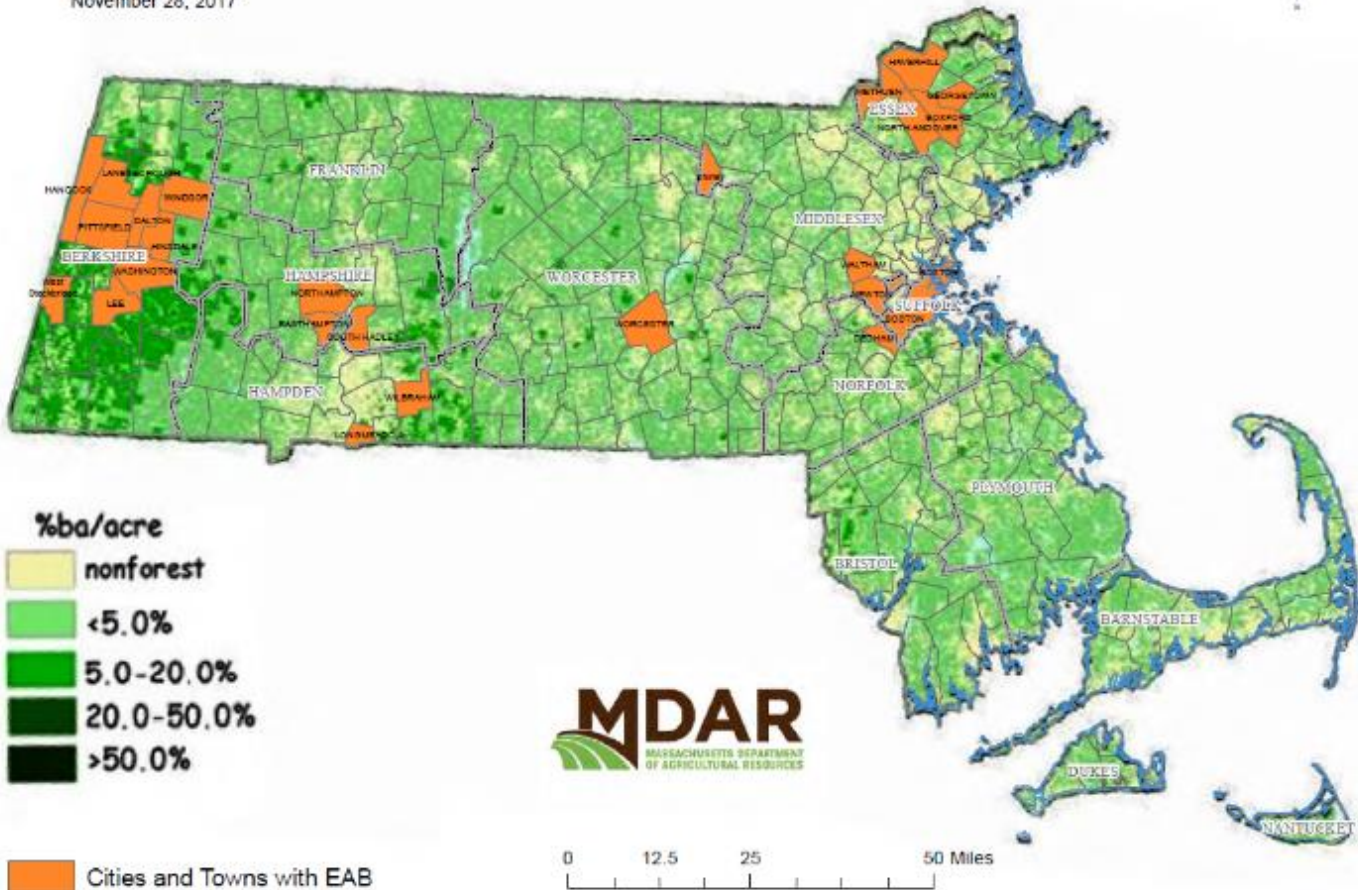 November 28, 2017
HAVERHILL
METHUEN
GEORGETOWN
ESSEX
BOXFORD
NORTH ANDOVER
FRANKLIN
LANESBOROUGH
HANCOCK
WINDSOR
MIDDLESEX
DALTON
PITTSFIELD
HINSDALE
BERKSHIRE
WALTHAM
WASHINGTON
HAMPSHIRE
WORCESTER
BOSTON
West
LEE
NORTHAMPTON
NEWTON
SUFFOLK
EASTHAMPTON
WORCESTER
BOSTON
SOUTH HADLEY
DEDHAM
HAMPDEN
WILBRAHAM
NORFOLK
PLYMOUTH
%ba/acre
nonforest
<5.0%
5.0-20.0%
20.0-50.0%
>50.0%
BRISTOL
BARNSTABLE
MDAR
MASSACHUSETTS DEPARTMENT
OF AGRICULTURAL RESOURCES
DUKES
NANTUCKET
0 12.5 25 50 Miles
Cities and Towns with EAB